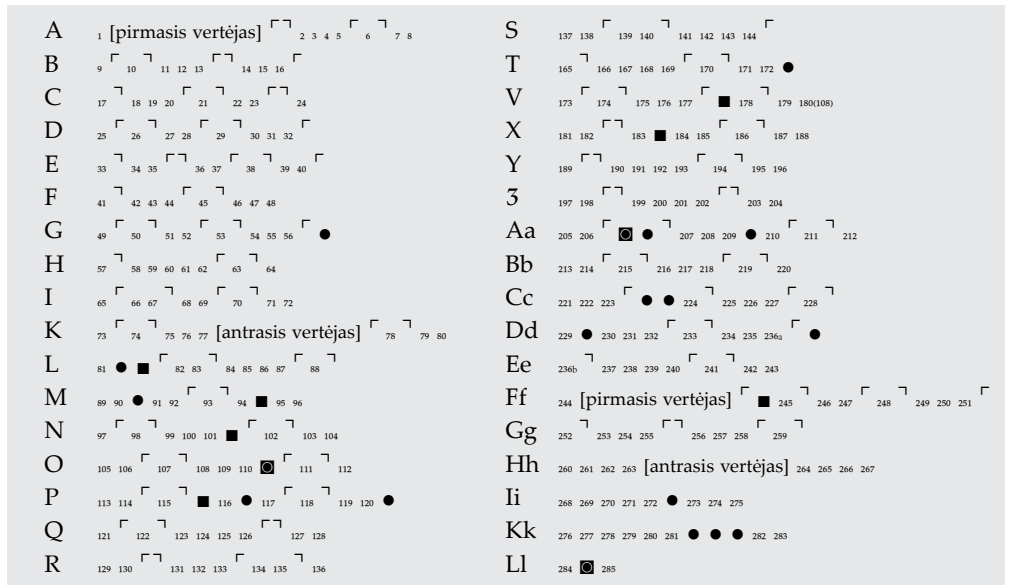 A 1 [pirmasis vertėjas] ⌜ ⌝ 2 3 4 5 ⌜ 6 ⌝ 7 8
B 9 ⌜ 10 ⌝ 11 12 13 ⌜ ⌝ 14 15 16 ⌜
C 17 ⌝ 18 19 20 ⌜ 21 ⌝ 22 23 ⌜ ⌝ 24
D 25 ⌜ 26 ⌝ 27 28 ⌜ 29 ⌝ 30 31 32 ⌜
E 33 ⌝ 34 35 ⌜ ⌝ 36 37 ⌜ 38 ⌝ 39 40 ⌜
F 41 ⌝ 42 43 44 ⌜ 45 ⌝ 46 47 48
G 49 ⌜ 50 ⌝ 51 52 ⌜ 53 ⌝ 54 55 56 ⌜ ●
H 57 ⌝ 58 59 60 61 62 ⌜ 63 ⌝ 64
I 65 ⌜ 66 67 ⌝ 68 69 ⌜ 70 ⌝ 71 72
K 73 ⌜ 74 ⌝ 75 76 77 [antrasis vertėjas] ⌜ 78 ⌝ 79 80
L 81 ● ■ ⌜ 82 83 ⌝ 84 85 86 87 ⌜ 88 ⌝
M 89 90 ● 91 92 ⌜ 93 ⌝ 94 ■ 95 96
N 97 ⌜ 98 ⌝ 99 100 101 ■ ⌜ 102 ⌝ 103 104
O 105 106 ⌜ 107 ⌝ 108 109 110 ◙ ⌜ 111 ⌝ 112
P 113 114 ⌜ 115 ⌝ ■ 116 ● 117 ⌜ 118 ⌝ 119 120 ●
Q 121 ⌜ 122 ⌝ 123 124 125 126 ⌜ ⌝ 127 128
R 129 130 ⌜ ⌝ 131 132 133 ⌜ 134 135 ⌝ 136
S 137 138 ⌜ 139 140 ⌝ 141 142 143 144 ⌜
T 165 ⌝ 166 167 168 169 ⌜ 170 ⌝ 171 172 ●
V 173 ⌜ 174 ⌝ 175 176 177 ⌜ ■ 178 ⌝ 179 180(108)
X 181 182 ⌜ ⌝ 183 ■ 184 185 ⌜ 186 ⌝ 187 188
Y 189 ⌜ ⌝ 190 191 192 193 ⌜ 194 ⌝ 195 196
3 197 198 ⌜ ⌝ 199 200 201 202 ⌜ ⌝ 203 204
Aa 205 206 ⌜ ◙ ● ⌝ 207 208 209 ● 210 ⌜ 211 ⌝ 212
Bb 213 214 ⌜ 215 ⌝ 216 217 218 ⌜ 219 ⌝ 220
Cc 221 222 223 ⌜ ● ● 224 ⌝ 225 226 227 ⌜ 228 ⌝
Dd 229 ● 230 231 232 ⌜ 233 ⌝ 234 235 236a ⌜ ●
Ee 236b ⌝ 237 238 239 240 ⌜ 241 ⌝ 242 243
Ff 244 [pirmasis vertėjas] ⌜ ■ 245 ⌝ 246 247 ⌜ 248 ⌝ 249 250 251 ⌜
Gg 252 ⌝ 253 254 255 ⌜ ⌝ 256 257 258 ⌜ 259 ⌝
Hh 260 261 262 263 [antrasis vertėjas] 264 265 266 267
Ii 268 269 270 271 272 ● 273 274 275
Kk 276 277 278 279 280 281 ● ● ● 282 283
Ll 284 ◙ 285